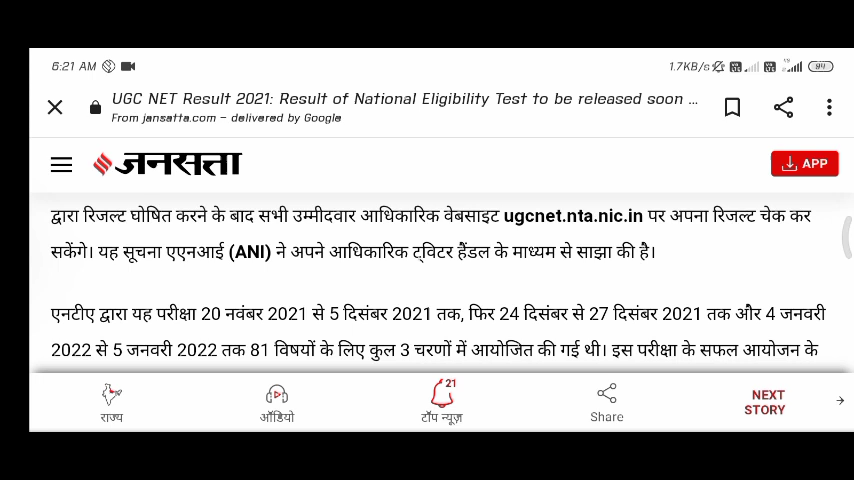 6:21 AM
1.7KB/s
94
UGC NET Result 2021: Result of National Eligibility Test to be released soon ...
From jansatta.com – delivered by Google
जनसत्ता
APP
द्वारा रिजल्ट घोषित करने के बाद सभी उम्मीदवार आधिकारिक वेबसाइट ugcnet.nta.nic.in पर अपना रिजल्ट चेक कर
सकेंगे। यह सूचना एएनआई (ANI) ने अपने आधिकारिक ट्विटर हैंडल के माध्यम से साझा की है।
एनटीए द्वारा यह परीक्षा 20 नवंबर 2021 से 5 दिसंबर 2021 तक, फिर 24 दिसंबर से 27 दिसंबर 2021 तक और 4 जनवरी
2022 से 5 जनवरी 2022 तक 81 विषयों के लिए कुल 3 चरणों में आयोजित की गई थी। इस परीक्षा के सफल आयोजन के
21
राज्य
ऑडियो
टॉप न्यूज़
Share
NEXT
STORY